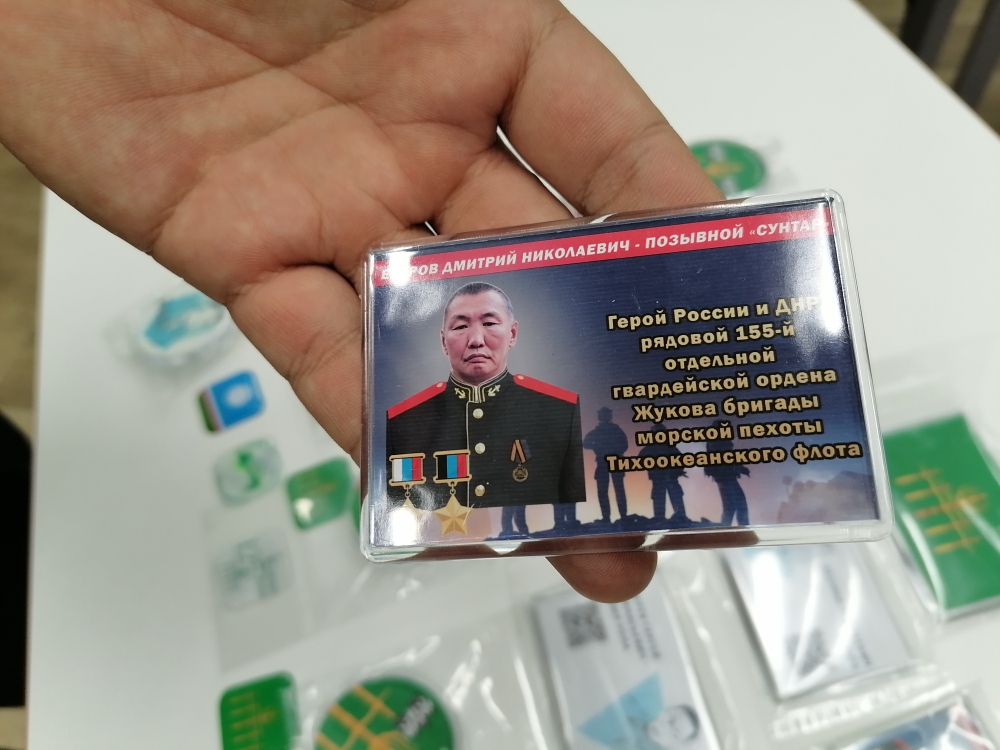 ДМИТРИЙ НИКОЛАЕВИЧ - ПОЗЫВНОЙ «СУНТАР»
Герой России и ДНР
рядовой 155-й
отдельной
гвардейской ордена
Жукова бригады
морской пехоты
Тихоокеанского флота